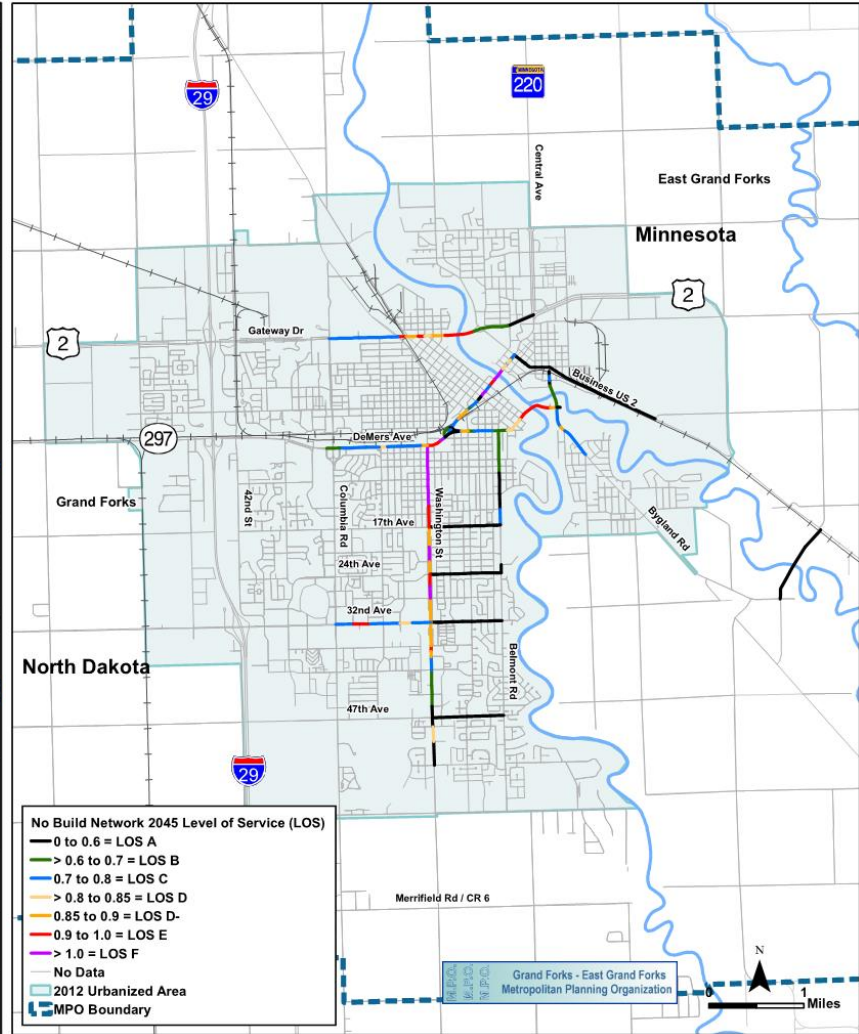 29
MINNESOTA
220
Central Ave
East Grand Forks
Minnesota
2
Gateway Dr
2
Business US 2
297
DeMers Ave
Grand Forks
42nd St
Columbia Rd
Washington St
17th Ave
Bygland Rd
24th Ave
32nd Ave
North Dakota
Belmont Rd
47th Ave
29
No Build Network 2045 Level of Service (LOS)
0 to 0.6 = LOS A
> 0.6 to 0.7 = LOS B
0.7 to 0.8 = LOS C
> 0.8 to 0.85 = LOS D
0.85 to 0.9 = LOS D-
0.9 to 1.0 = LOS E
> 1.0 = LOS F
No Data
2012 Urbanized Area
MPO Boundary
Merrifield Rd / CR 6
M.P.O.
M.P.O.
M.P.O.
Grand Forks - East Grand Forks
Metropolitan Planning Organization
N
0 1
Miles